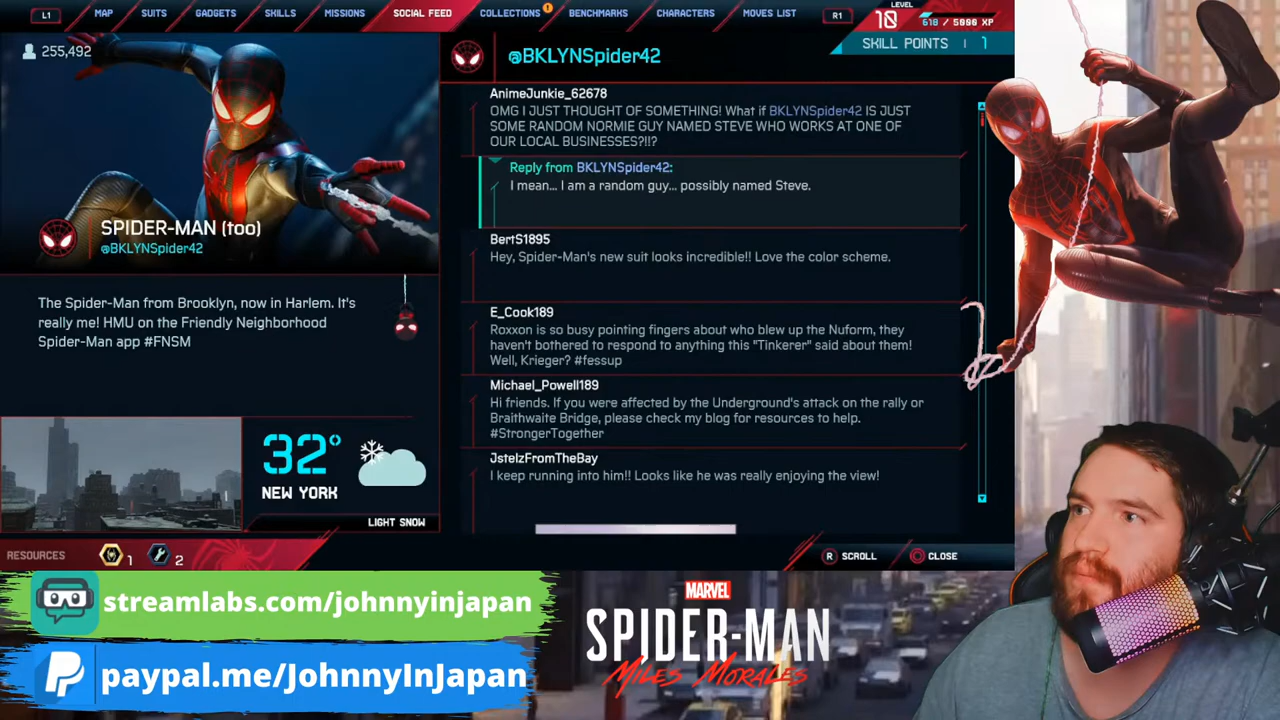 L1
MAP
SUITS
GADGETS
SKILLS
MISSIONS
SOCIAL FEED
COLLECTIONS
BENCHMARKS
CHARACTERS
MOVES LIST
R1
LEVEL
10
618 / 5000 XP
SKILL POINTS | 1
255,492
SPIDER-MAN (too)
@BKLYNSpider42
The Spider-Man from Brooklyn, now in Harlem. It's
really me! HMU on the Friendly Neighborhood
Spider-Man app #FNSM
32°
NEW YORK
LIGHT SNOW
@BKLYNSpider42
AnimeJunkie_62678
OMG I JUST THOUGHT OF SOMETHING! What if BKLYNSpider42 IS JUST
SOME RANDOM NORMIE GUY NAMED STEVE WHO WORKS AT ONE OF
OUR LOCAL BUSINESSES?!!?
Reply from BKLYNSpider42:
I mean... I am a random guy... possibly named Steve.
BertS1895
Hey, Spider-Man's new suit looks incredible!! Love the color scheme.
E_Cook189
Roxxon is so busy pointing fingers about who blew up the Nuform, they
haven't bothered to respond to anything this "Tinkerer" said about them!
Well, Krieger? #fessup
Michael_Powell189
Hi friends. If you were affected by the Underground's attack on the rally or
Braithwaite Bridge, please check my blog for resources to help.
#StrongerTogether
JstelzFromTheBay
I keep running into him!! Looks like he was really enjoying the view!
RESOURCES
1
2
R SCROLL
CLOSE
streamlabs.com/johnnyinjapan
paypal.me/JohnnyInJapan
MARVEL
SPIDER-MAN
MILES MORALES